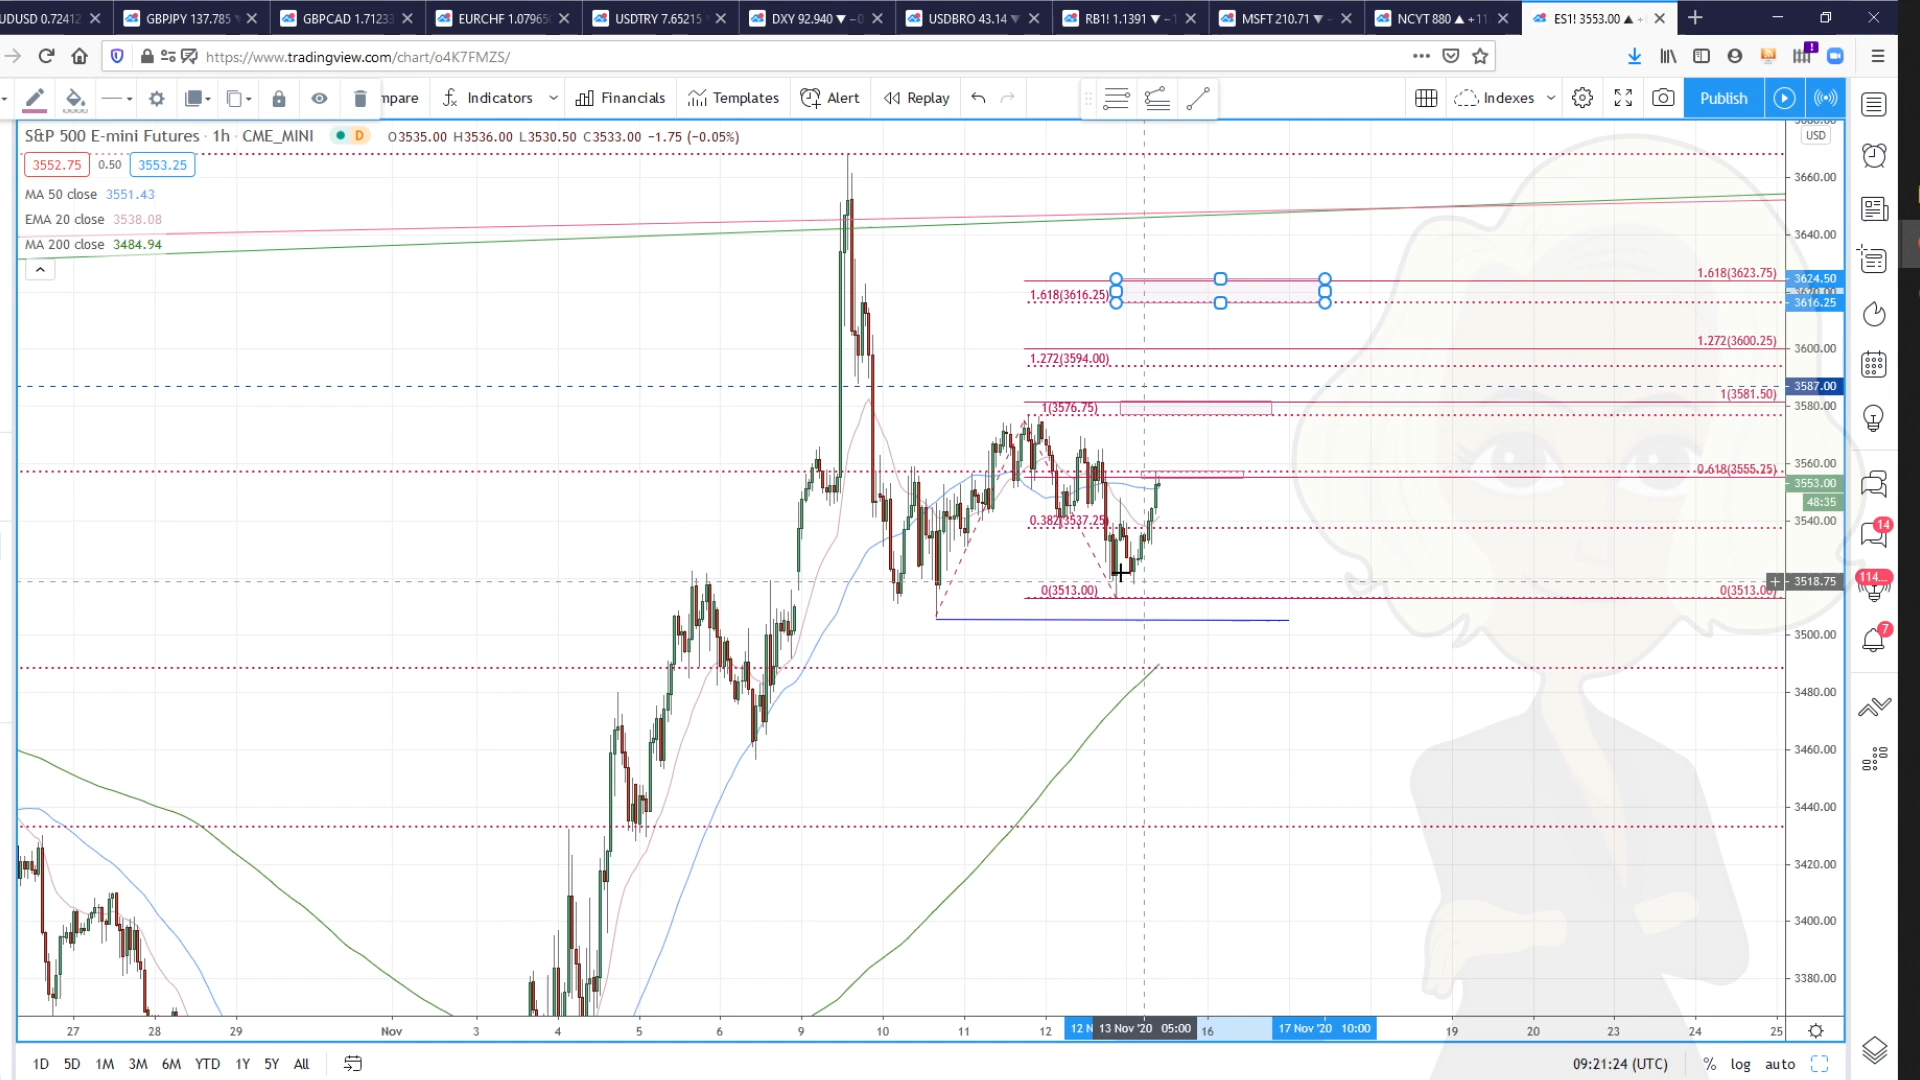 UDUSD 0.72412
GBPJPY 137.785
GBPCAD 1.71233
EURCHF 1.0796
USDTRY 7.65215
DXY 92.940 ▼ −0
USDBRO 43.14 ▼
RB1! 1.1391 ▼ −1
MSFT 210.71 ▼ −
NCYT 880 ▲ +11
ES1! 3553.00 ▲ +
https://www.tradingview.com/chart/o4K7FMZS/
mpare
Indicators
Financials
Templates
Alert
Replay
Indexes
Publish
S&P 500 E-mini Futures · 1h · CME_MINI
D
O3535.00 H3536.00 L3530.50 C3533.00 −1.75 (−0.05%)
USD
3552.75 0.50 3553.25
MA 50 close 3551.43
EMA 20 close 3538.08
MA 200 close 3484.94
3660.00
3640.00
1.618(3623.75)
3624.50
1.618(3616.25)
3616.25
3600.00
1.272(3600.25)
1.272(3594.00)
3587.00
1(3581.50)
1(3576.75)
3580.00
3560.00
0.618(3555.25)
3553.00
48:35
0.382(3537.25)
3540.00
3518.75
0(3513.00)
0(3513.00)
3500.00
3480.00
3460.00
3440.00
3420.00
3400.00
3380.00
14
114...
7
27 28 29 Nov 3 4 5 6 9 10 11 12 12 N 13 Nov '20 05:00 16 17 Nov '20 10:00 19 20 23 24 25
1D 5D 1M 3M 6M YTD 1Y 5Y All
09:21:24 (UTC) % log auto